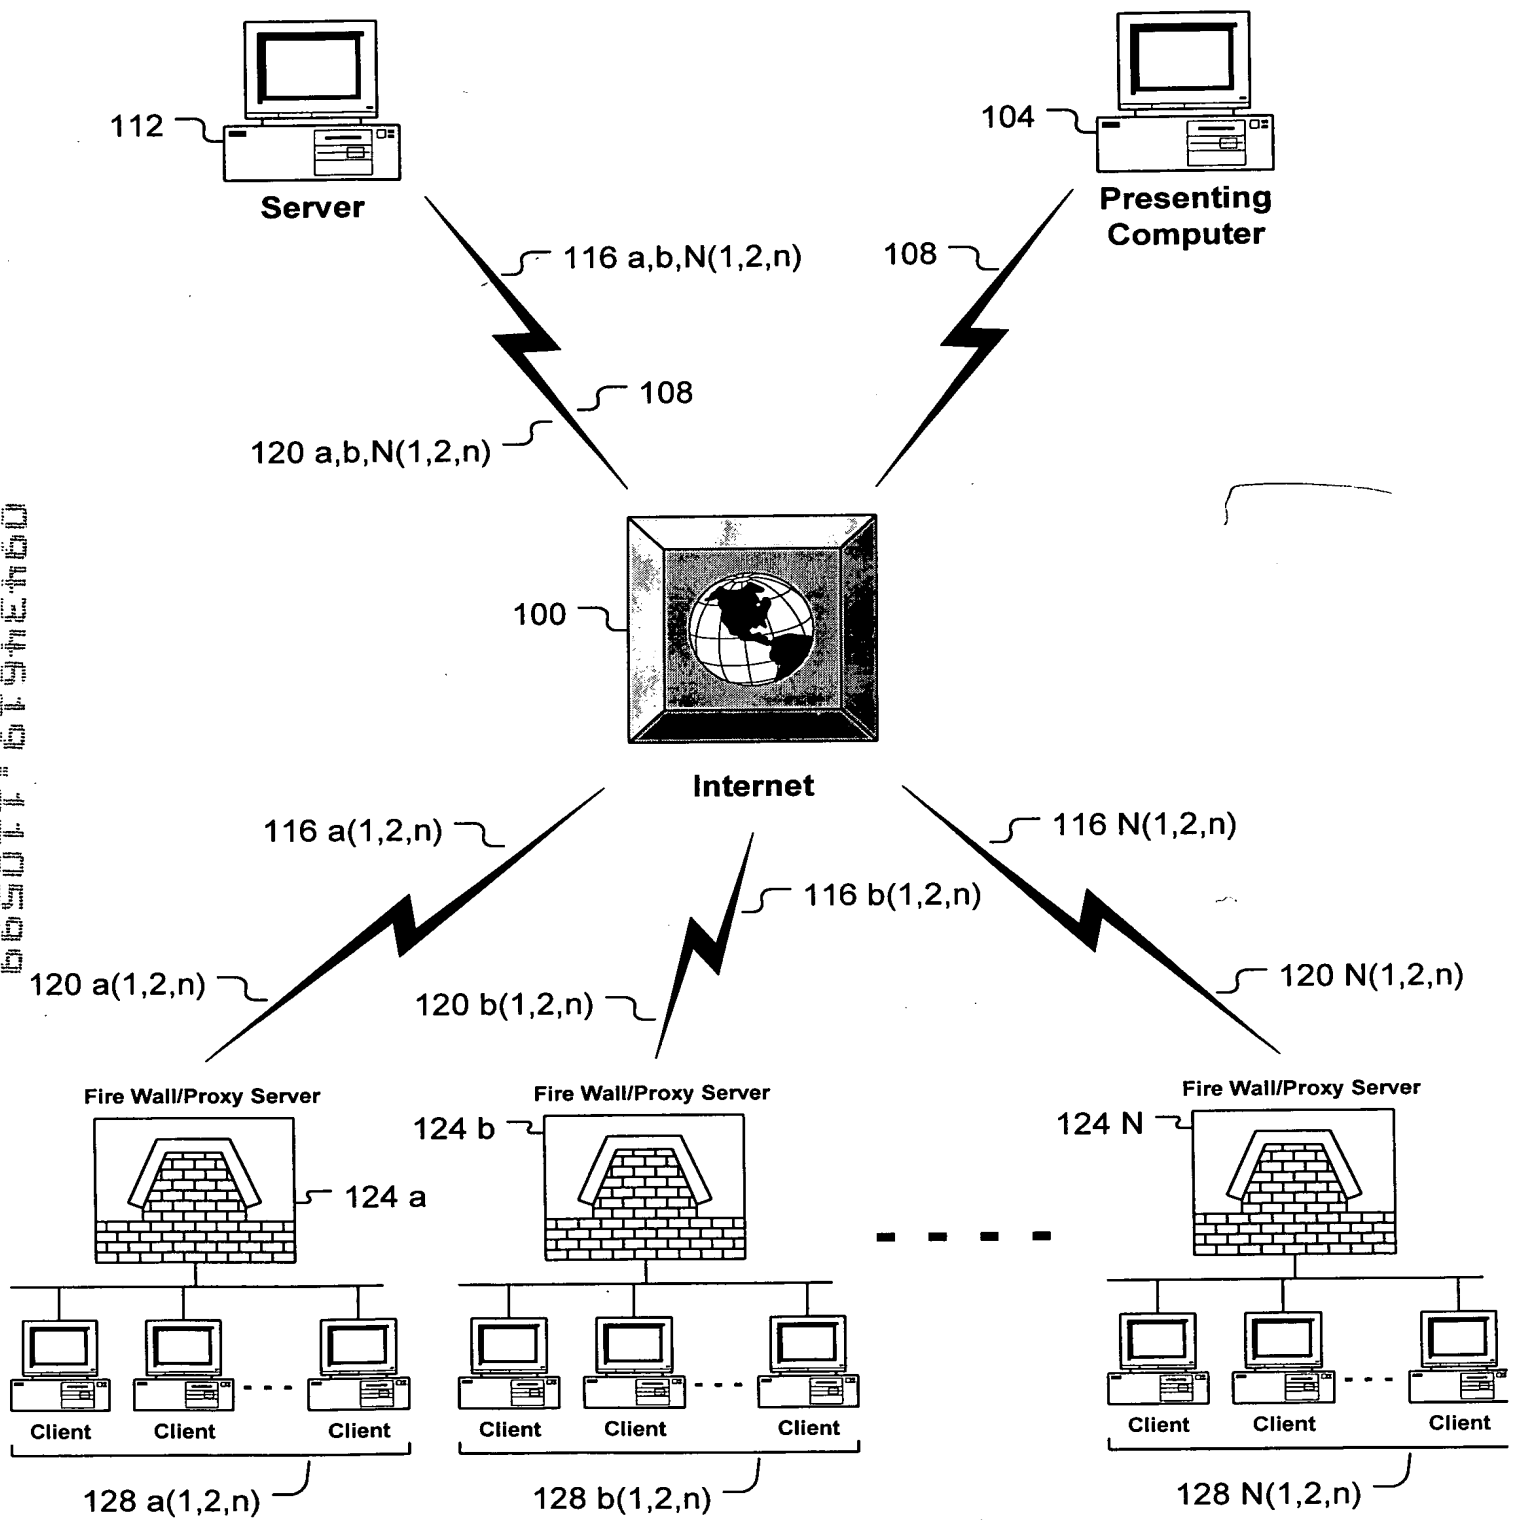 112
Server
104
Presenting
Computer
116 a,b,N(1,2,n)
108
108
120 a,b,N(1,2,n)
100
Internet
116 a(1,2,n)
116 N(1,2,n)
116 b(1,2,n)
120 a(1,2,n)
120 b(1,2,n)
120 N(1,2,n)
Fire Wall/Proxy Server
Fire Wall/Proxy Server
Fire Wall/Proxy Server
124 a
124 b
124 N
Client Client Client
Client Client Client
Client Client Client
128 a(1,2,n)
128 b(1,2,n)
128 N(1,2,n)